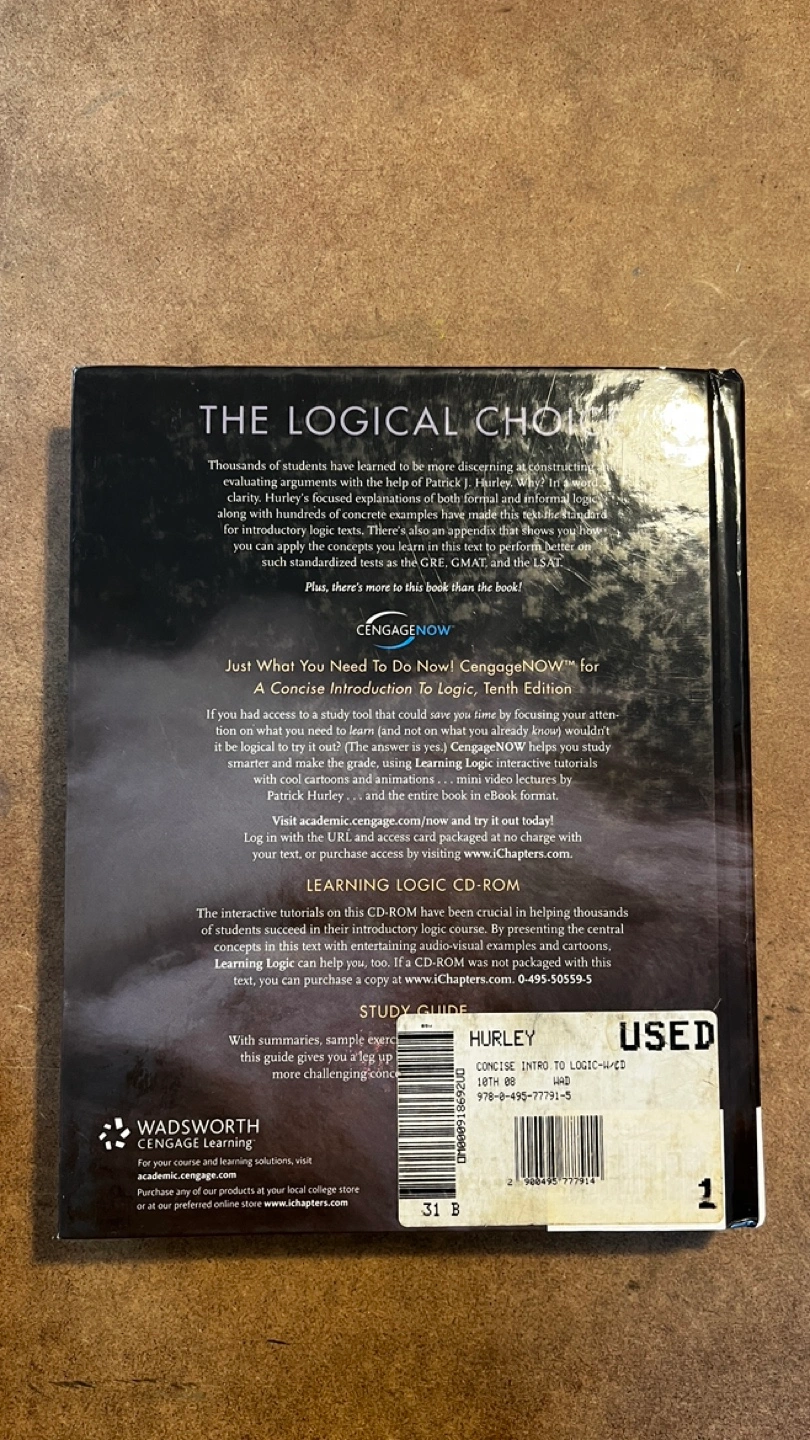 THE LOGICAL CHOICE
Thousands of students have learned to be more discerning at constructing
evaluating arguments with the help of Patrick J. Hurley. Why? In a word,
clarity. Hurley's focused explanations of both formal and informal logic,
along with hundreds of concrete examples have made this text the standard
for introductory logic texts. There's also an appendix that shows you how
you can apply the concepts you learn in this text to perform better on
such standardized tests as the GRE, GMAT, and the LSAT.
Plus, there's more to this book than the book!
CENGAGENOW™
Just What You Need To Do Now! CengageNOW™ for
A Concise Introduction To Logic, Tenth Edition
If you had access to a study tool that could save you time by focusing your atten-
tion on what you need to learn (and not on what you already know) wouldn't
it be logical to try it out? (The answer is yes.) CengageNOW helps you study
smarter and make the grade, using Learning Logic interactive tutorials
with cool cartoons and animations . . . mini video lectures by
Patrick Hurley . . . and the entire book in eBook format.
Visit academic.cengage.com/now and try it out today!
Log in with the URL and access card packaged at no charge with
your text, or purchase access by visiting www.iChapters.com.
LEARNING LOGIC CD-ROM
The interactive tutorials on this CD-ROM have been crucial in helping thousands
of students succeed in their introductory logic course. By presenting the central
concepts in this text with entertaining audio-visual examples and cartoons,
Learning Logic can help you, too. If a CD-ROM was not packaged with this
text, you can purchase a copy at www.iChapters.com. 0-495-50559-5
STUDY GUIDE
With summaries, sample exerc
this guide gives you a leg up
more challenging conc
HURLEY USED
CONCISE INTRO TO LOGIC-W/CD
10TH 08 WAD
978-0-495-77791-5
0M000918692UD
2 900495 777914
31 B
1
WADSWORTH
CENGAGE Learning™
For your course and learning solutions, visit
academic.cengage.com
Purchase any of our products at your local college store
or at our preferred online store www.ichapters.com